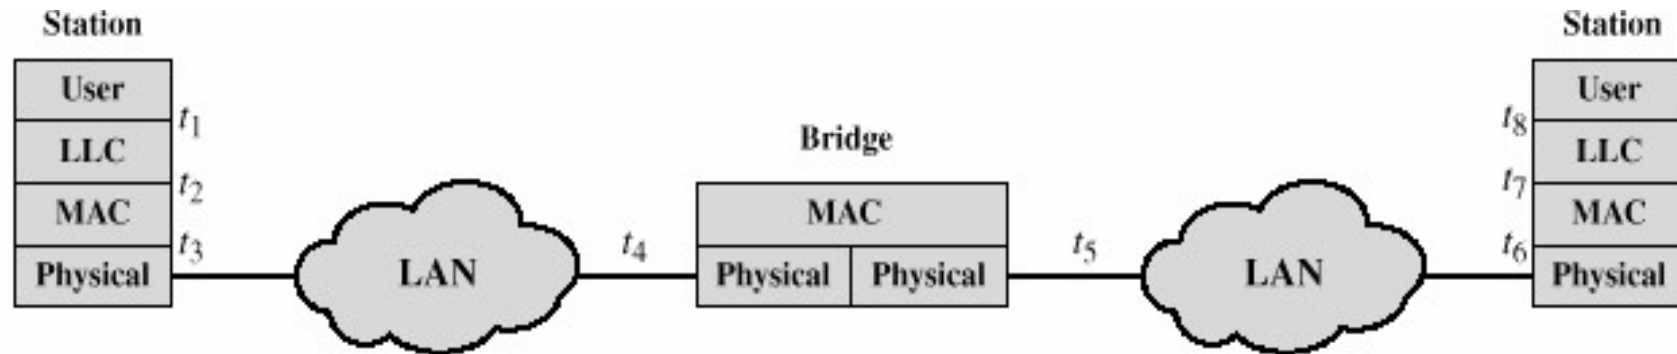 Station
User
t1
LLC
t2
MAC
t3
Physical
LAN
t4
Bridge
MAC
Physical Physical
t5
LAN
Station
User
t8
LLC
t7
MAC
t6
Physical